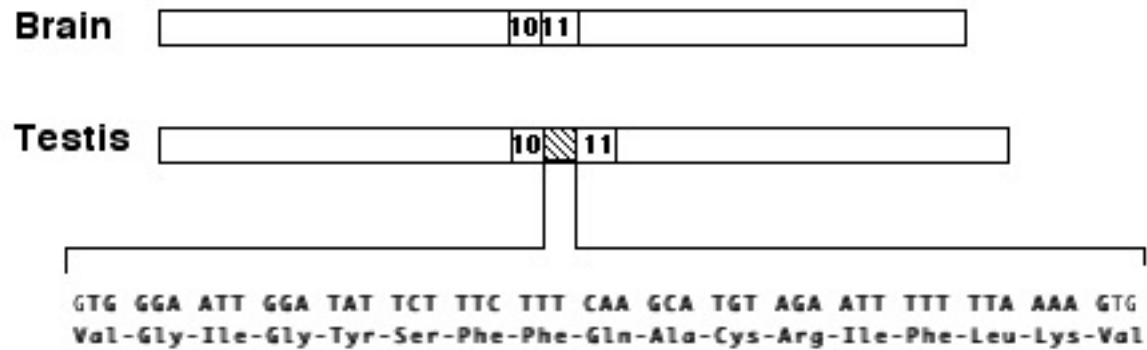 Brain 10 11
Testis 10 11
GTG GGA ATT GGA TAT TCT TTC TTT CAA GCA TGT AGA ATT TTT TTA AAA GTG
Val-Gly-Ile-Gly-Tyr-Ser-Phe-Phe-Gln-Ala-Cys-Arg-Ile-Phe-Leu-Lys-Val